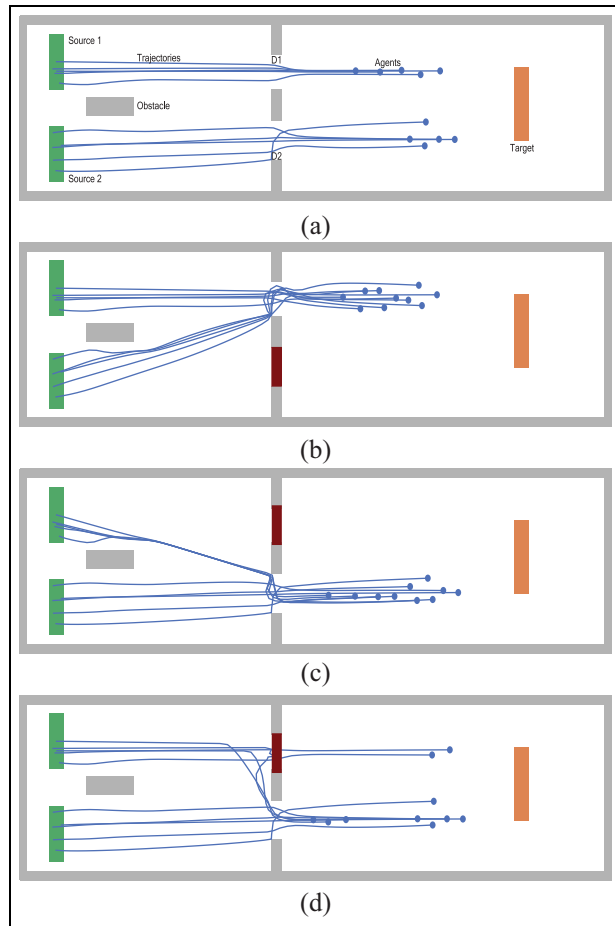 Source 1
Trajectories
D1
Agents
Obstacle
D2
Target
Source 2
(a)
(b)
(c)
(d)